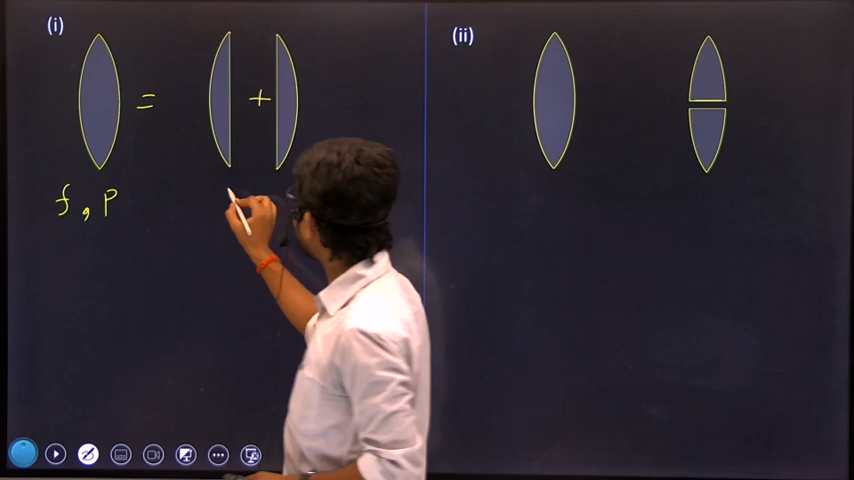 (i)
= +
f, P
(ii)